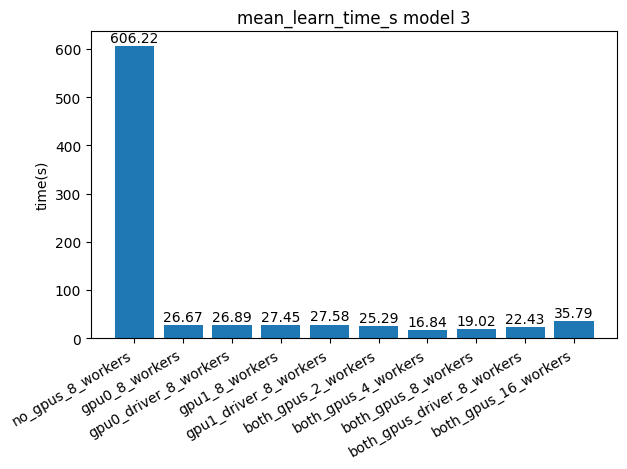 mean_learn_time_s model 3
time(s)
600
500
400
300
200
100
0
606.22
26.67
26.89
27.45
27.58
25.29
16.84
19.02
22.43
35.79
no_gpus_8_workers
gpu0_8_workers
gpu0_driver_8_workers
gpu1_8_workers
gpu1_driver_8_workers
both_gpus_2_workers
both_gpus_4_workers
both_gpus_8_workers
both_gpus_driver_8_workers
both_gpus_16_workers